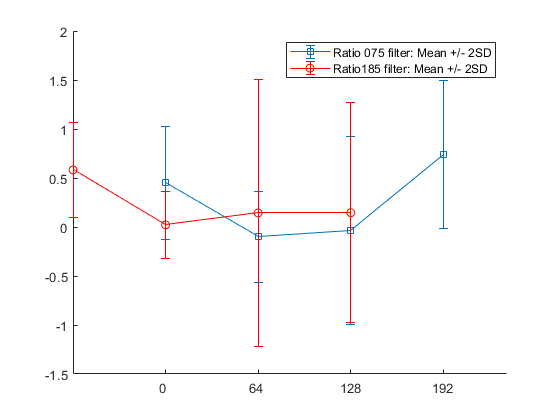 2
Ratio 075 filter: Mean +/- 2SD
Ratio185 filter: Mean +/- 2SD
1.5
1
0.5
0
-0.5
-1
-1.5
0 64 128 192